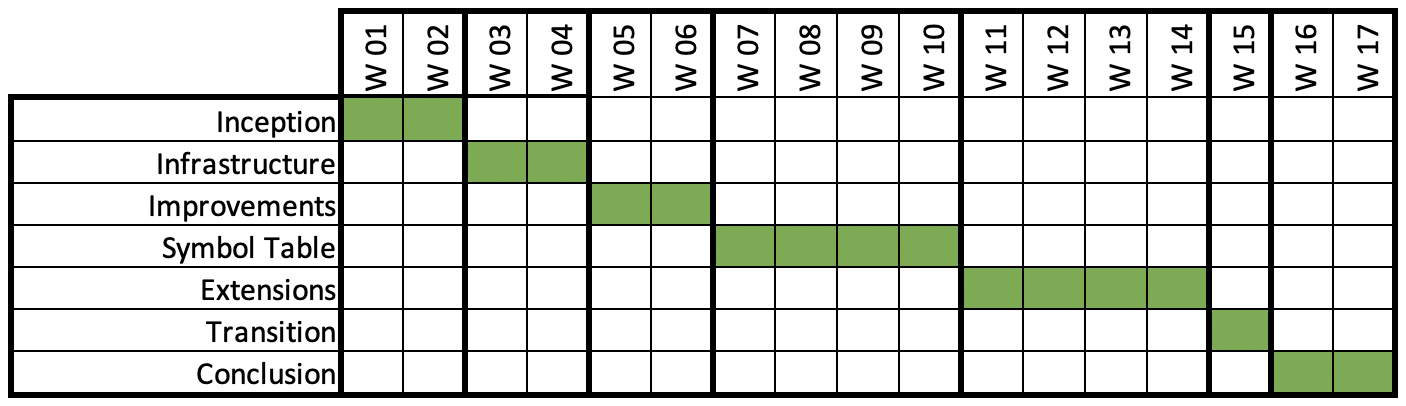 W 01 W 02 W 03 W 04 W 05 W 06 W 07 W 08 W 09 W 10 W 11 W 12 W 13 W 14 W 15 W 16 W 17
Inception
Infrastructure
Improvements
Symbol Table
Extensions
Transition
Conclusion